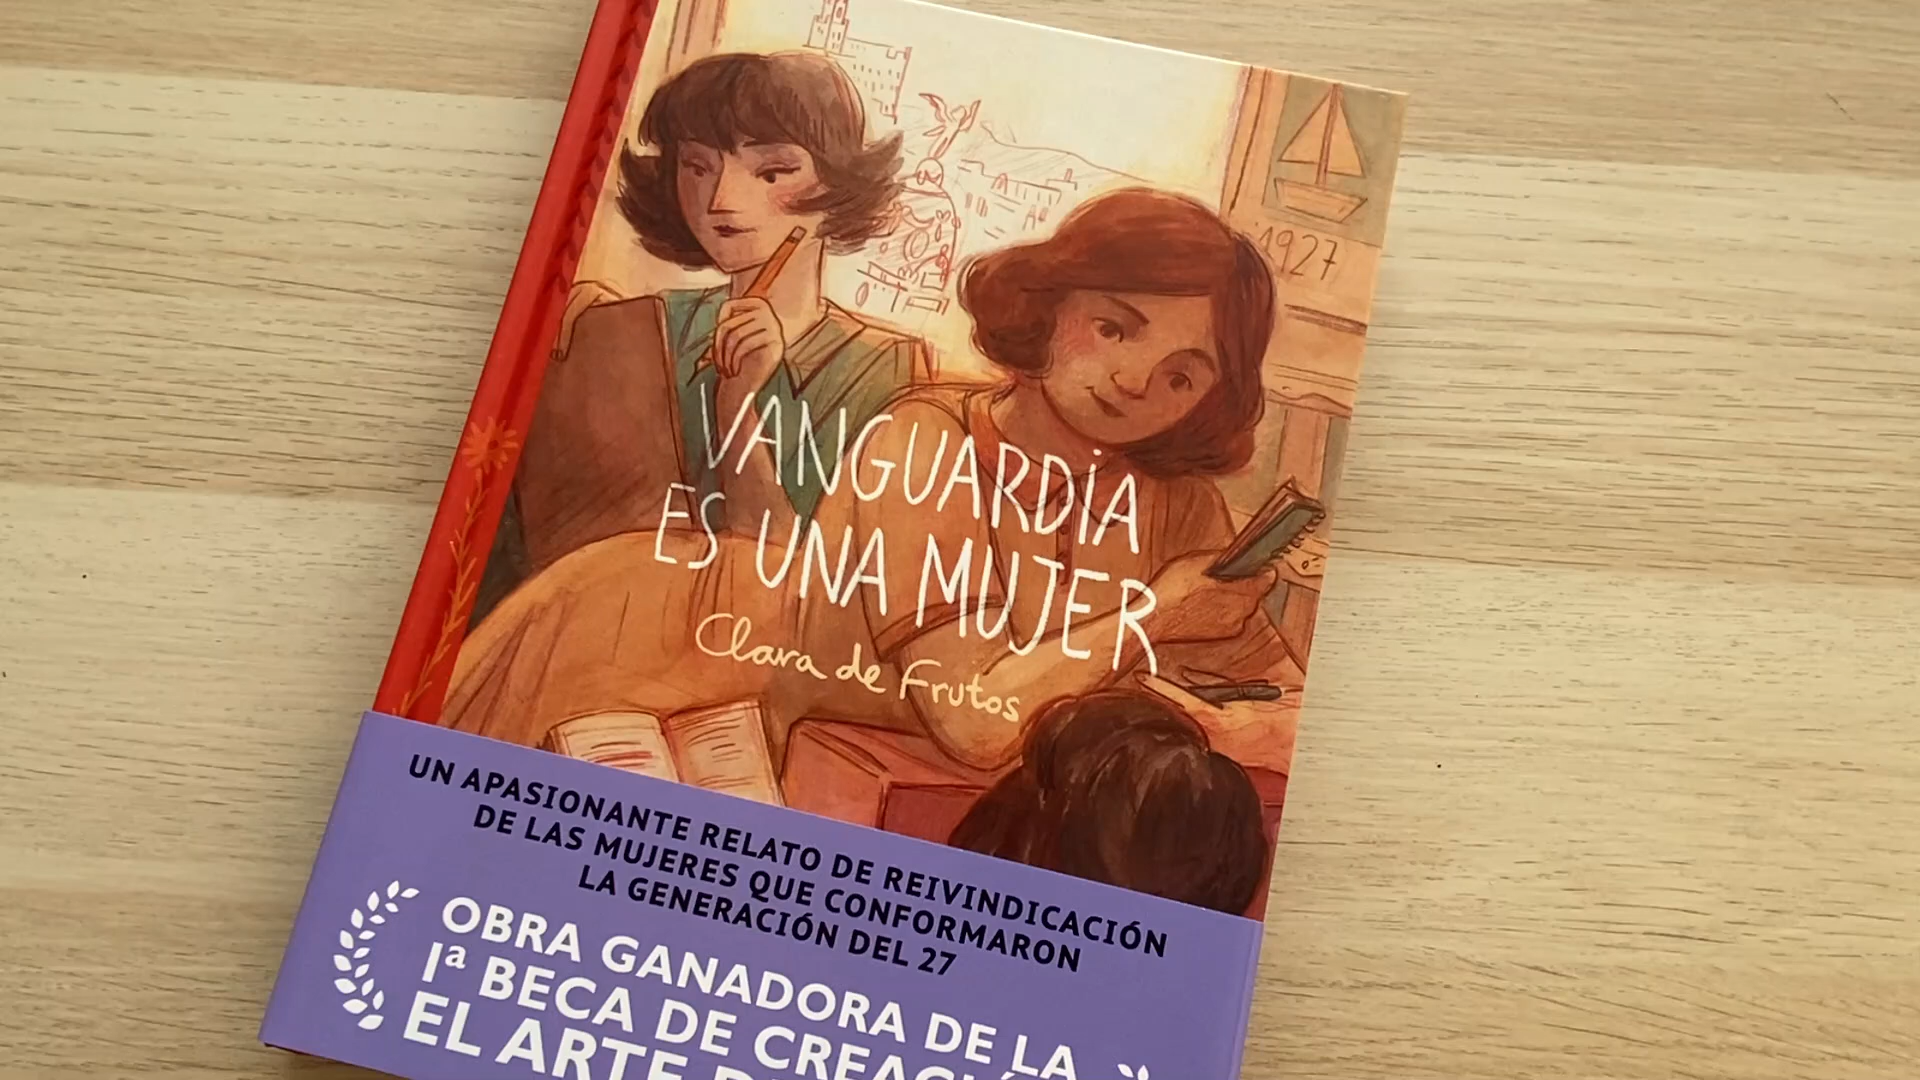 1927
VANGUARDIA
ES UNA MUJER
Clara de Frutos
UN APASIONANTE RELATO DE REIVINDICACIÓN
DE LAS MUJERES QUE CONFORMARON
LA GENERACIÓN DEL 27
OBRA GANADORA DE LA
1ª BECA DE
EL ARTE